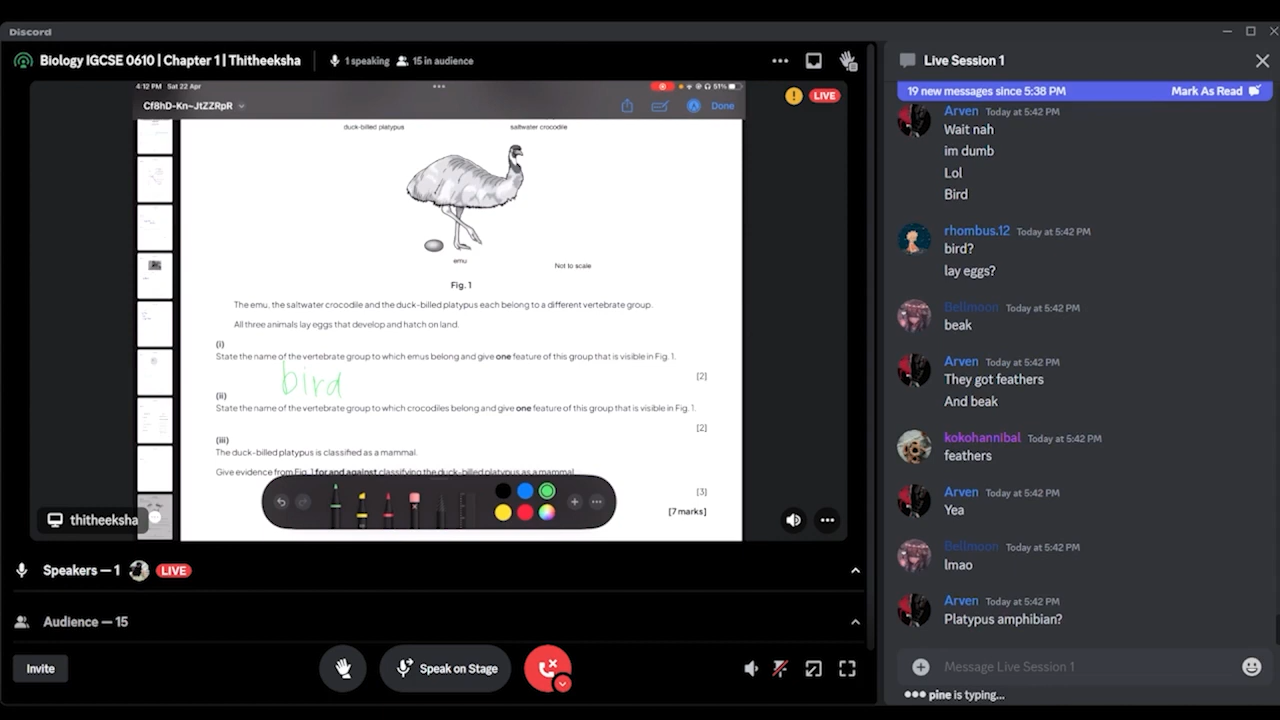 Discord
Biology IGCSE 0610 | Chapter 1 | Thitheeksha
1 speaking
15 in audience
4:12 PM Sat 22 Apr
51%
Cf8hD-Kn~JtZZRpR
Done
LIVE
duck-billed platypus
saltwater crocodile
emu
Not to scale
Fig. 1
The emu, the saltwater crocodile and the duck-billed platypus each belong to a different vertebrate group.
All three animals lay eggs that develop and hatch on land.
(i)
State the name of the vertebrate group to which emus belong and give one feature of this group that is visible in Fig. 1.
bird
[2]
(ii)
State the name of the vertebrate group to which crocodiles belong and give one feature of this group that is visible in Fig. 1.
[2]
(iii)
The duck-billed platypus is classified as a mammal.
Give evidence from Fig. 1 for and against classifying the duck-billed platypus as a mammal.
[3]
[7 marks]
thitheeksha
Speakers — 1
LIVE
Audience — 15
Invite
Speak on Stage
Live Session 1
19 new messages since 5:38 PM
Mark As Read
Arven Today at 5:42 PM
Wait nah
im dumb
Lol
Bird
rhombus.12 Today at 5:42 PM
bird?
lay eggs?
Bellmoon Today at 5:42 PM
beak
Arven Today at 5:42 PM
They got feathers
And beak
kokohannibal Today at 5:42 PM
feathers
Arven Today at 5:42 PM
Yea
Bellmoon Today at 5:42 PM
lmao
Arven Today at 5:42 PM
Platypus amphibian?
Message Live Session 1
pine is typing...